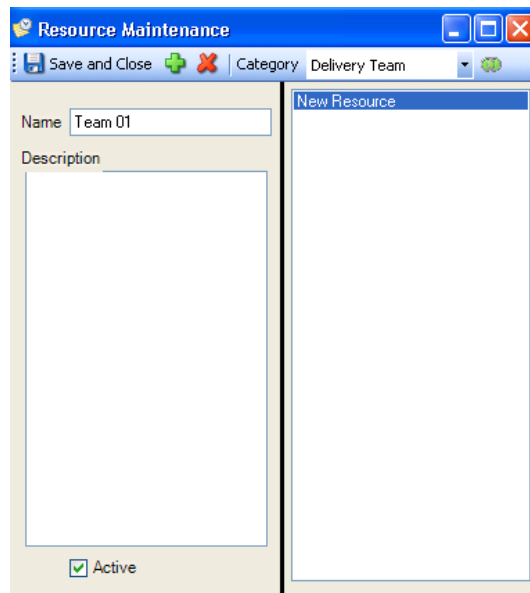 Resource Maintenance
Save and Close Category Delivery Team
Name Team 01
Description
Active
New Resource